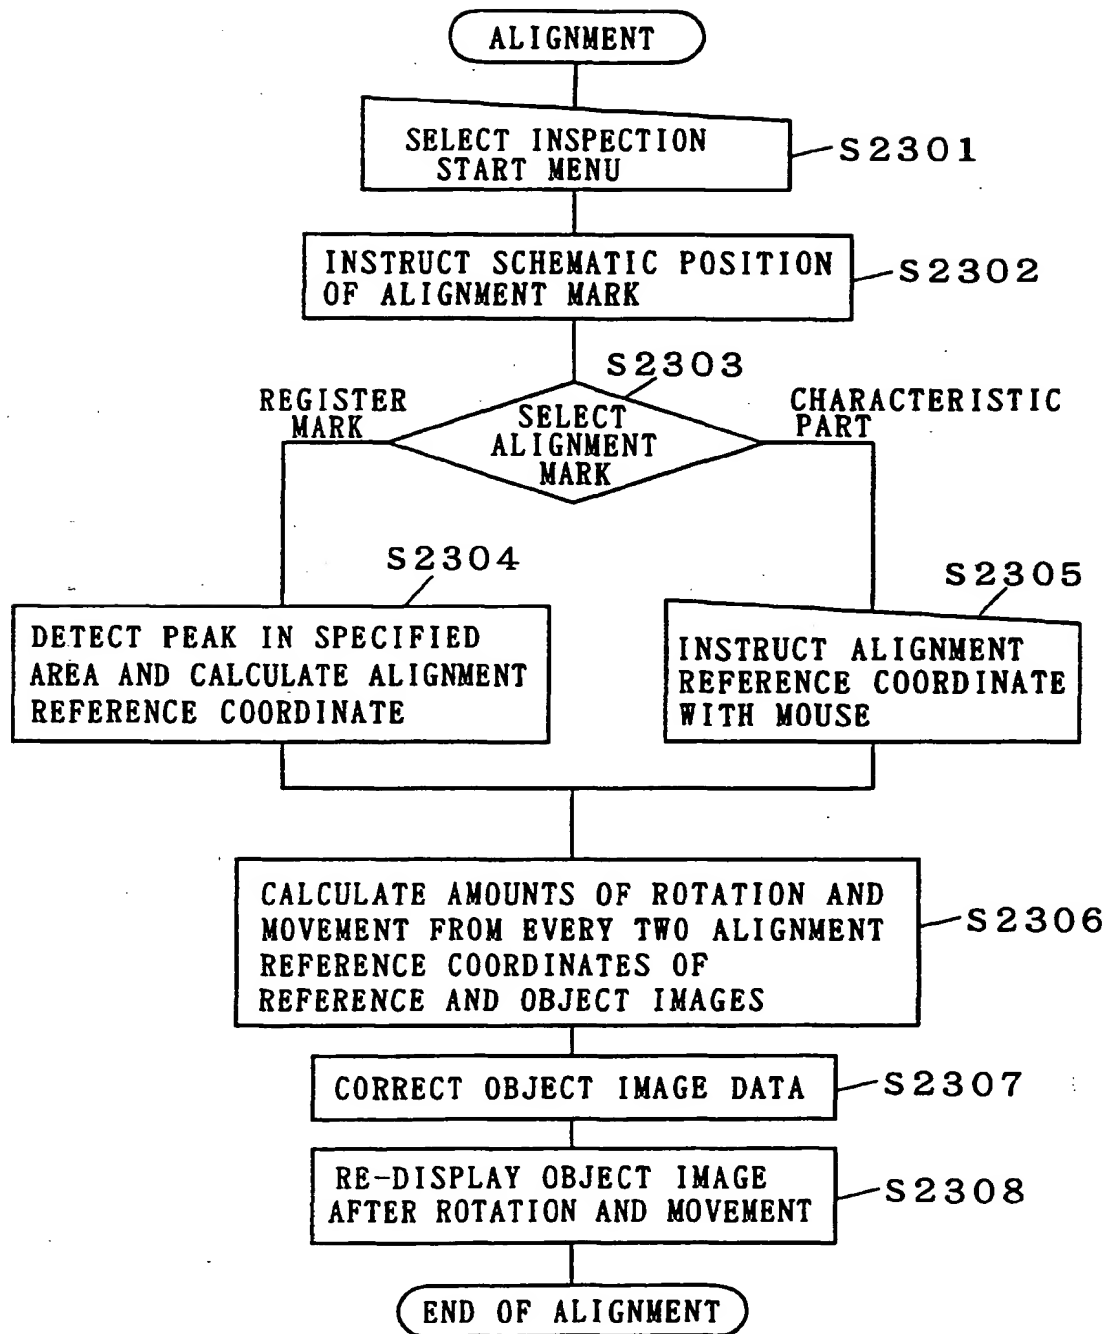 ALIGNMENT
SELECT INSPECTION
START MENU
S2301
INSTRUCT SCHEMATIC POSITION
OF ALIGNMENT MARK
S2302
S2303
REGISTER
MARK
SELECT
ALIGNMENT
MARK
CHARACTERISTIC
PART
S2304
DETECT PEAK IN SPECIFIED
AREA AND CALCULATE ALIGNMENT
REFERENCE COORDINATE
S2305
INSTRUCT ALIGNMENT
REFERENCE COORDINATE
WITH MOUSE
CALCULATE AMOUNTS OF ROTATION AND
MOVEMENT FROM EVERY TWO ALIGNMENT
REFERENCE COORDINATES OF
REFERENCE AND OBJECT IMAGES
S2306
CORRECT OBJECT IMAGE DATA
S2307
RE-DISPLAY OBJECT IMAGE
AFTER ROTATION AND MOVEMENT
S2308
END OF ALIGNMENT